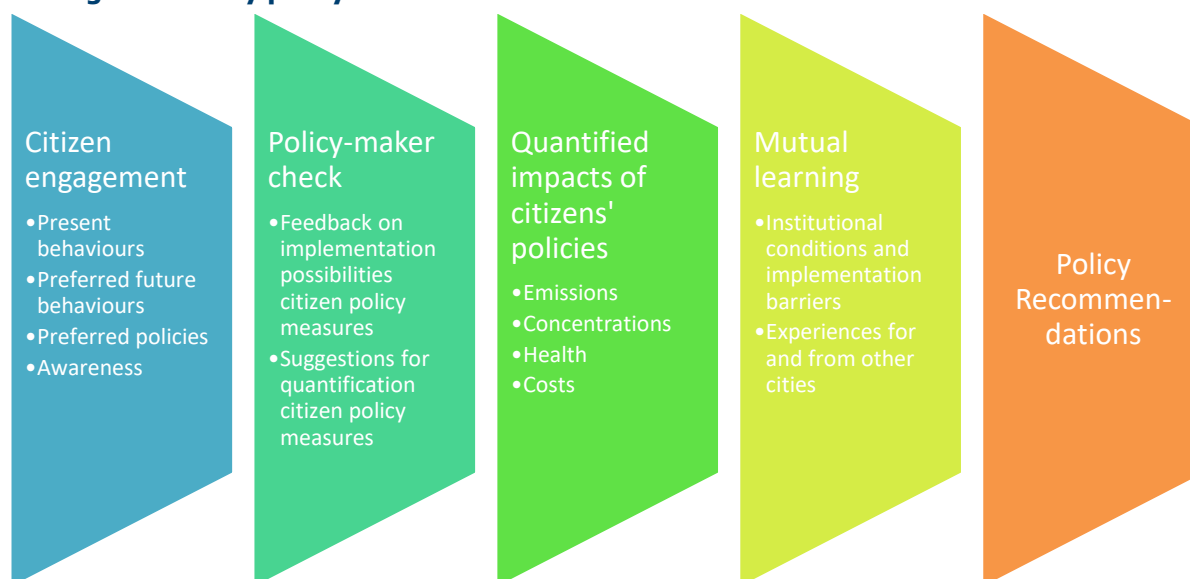 Citizen
engagement
•Present
behaviours
•Preferred future
behaviours
•Preferred policies
•Awareness
Policy-maker
check
•Feedback on
implementation
possibilities
citizen policy
measures
•Suggestions for
quantification
citizen policy
measures
Quantified
impacts of
citizens'
policies
•Emissions
•Concentrations
•Health
•Costs
Mutual
learning
•Institutional
conditions and
implementation
barriers
•Experiences for
and from other
cities
Policy
Recommen-
dations